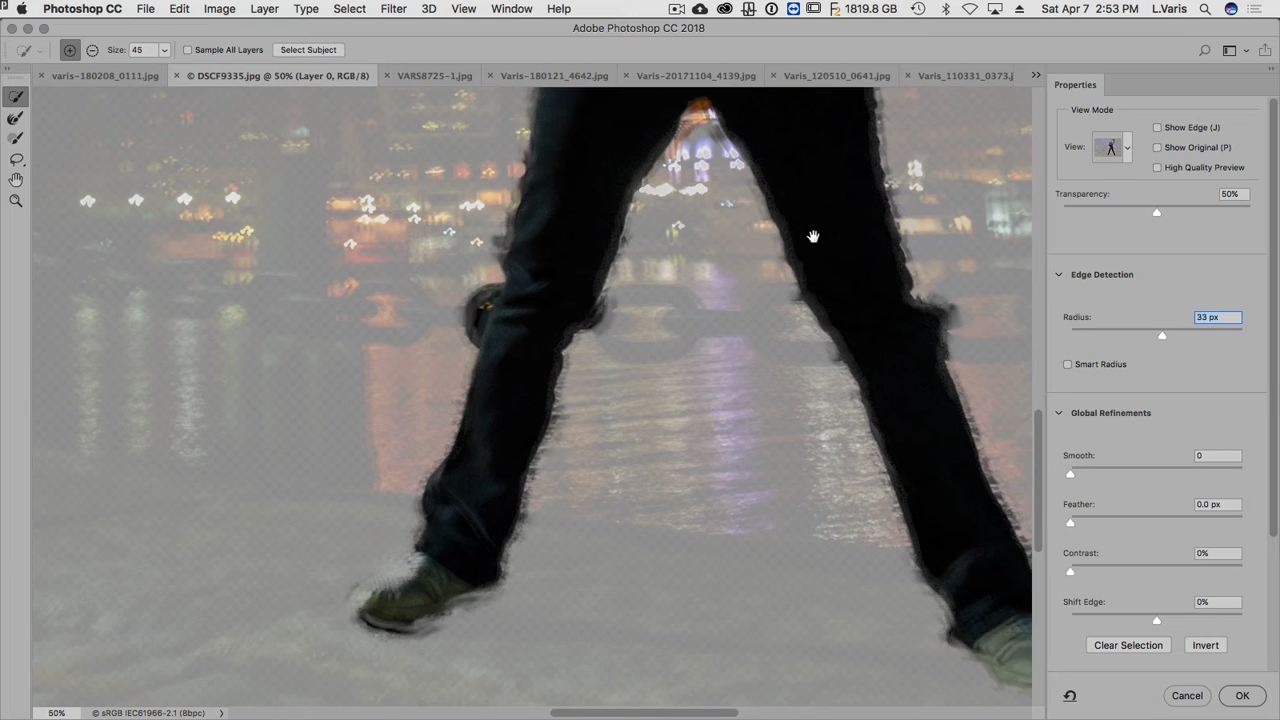 Photoshop CC File Edit Image Layer Type Select Filter 3D View Window Help 1819.8 GB Sat Apr 7 2:53 PM L.Varis
Adobe Photoshop CC 2018
Size: 45 Sample All Layers Select Subject
varis-180208_0111.jpg © DSCF9335.jpg @ 50% (Layer 0, RGB/8) VARS8725-1.jpg Varis-180121_4642.jpg Varis-20171104_4139.jpg Varis_120510_0641.jpg Varis_110331_0373.j
Properties
View Mode
Show Edge (J)
View:
Show Original (P)
High Quality Preview
Transparency: 50%
Edge Detection
Radius: 33 px
Smart Radius
Global Refinements
Smooth: 0
Feather: 0.0 px
Contrast: 0%
Shift Edge: 0%
Clear Selection Invert
Cancel OK
50% © sRGB IEC61966-2.1 (8bpc)